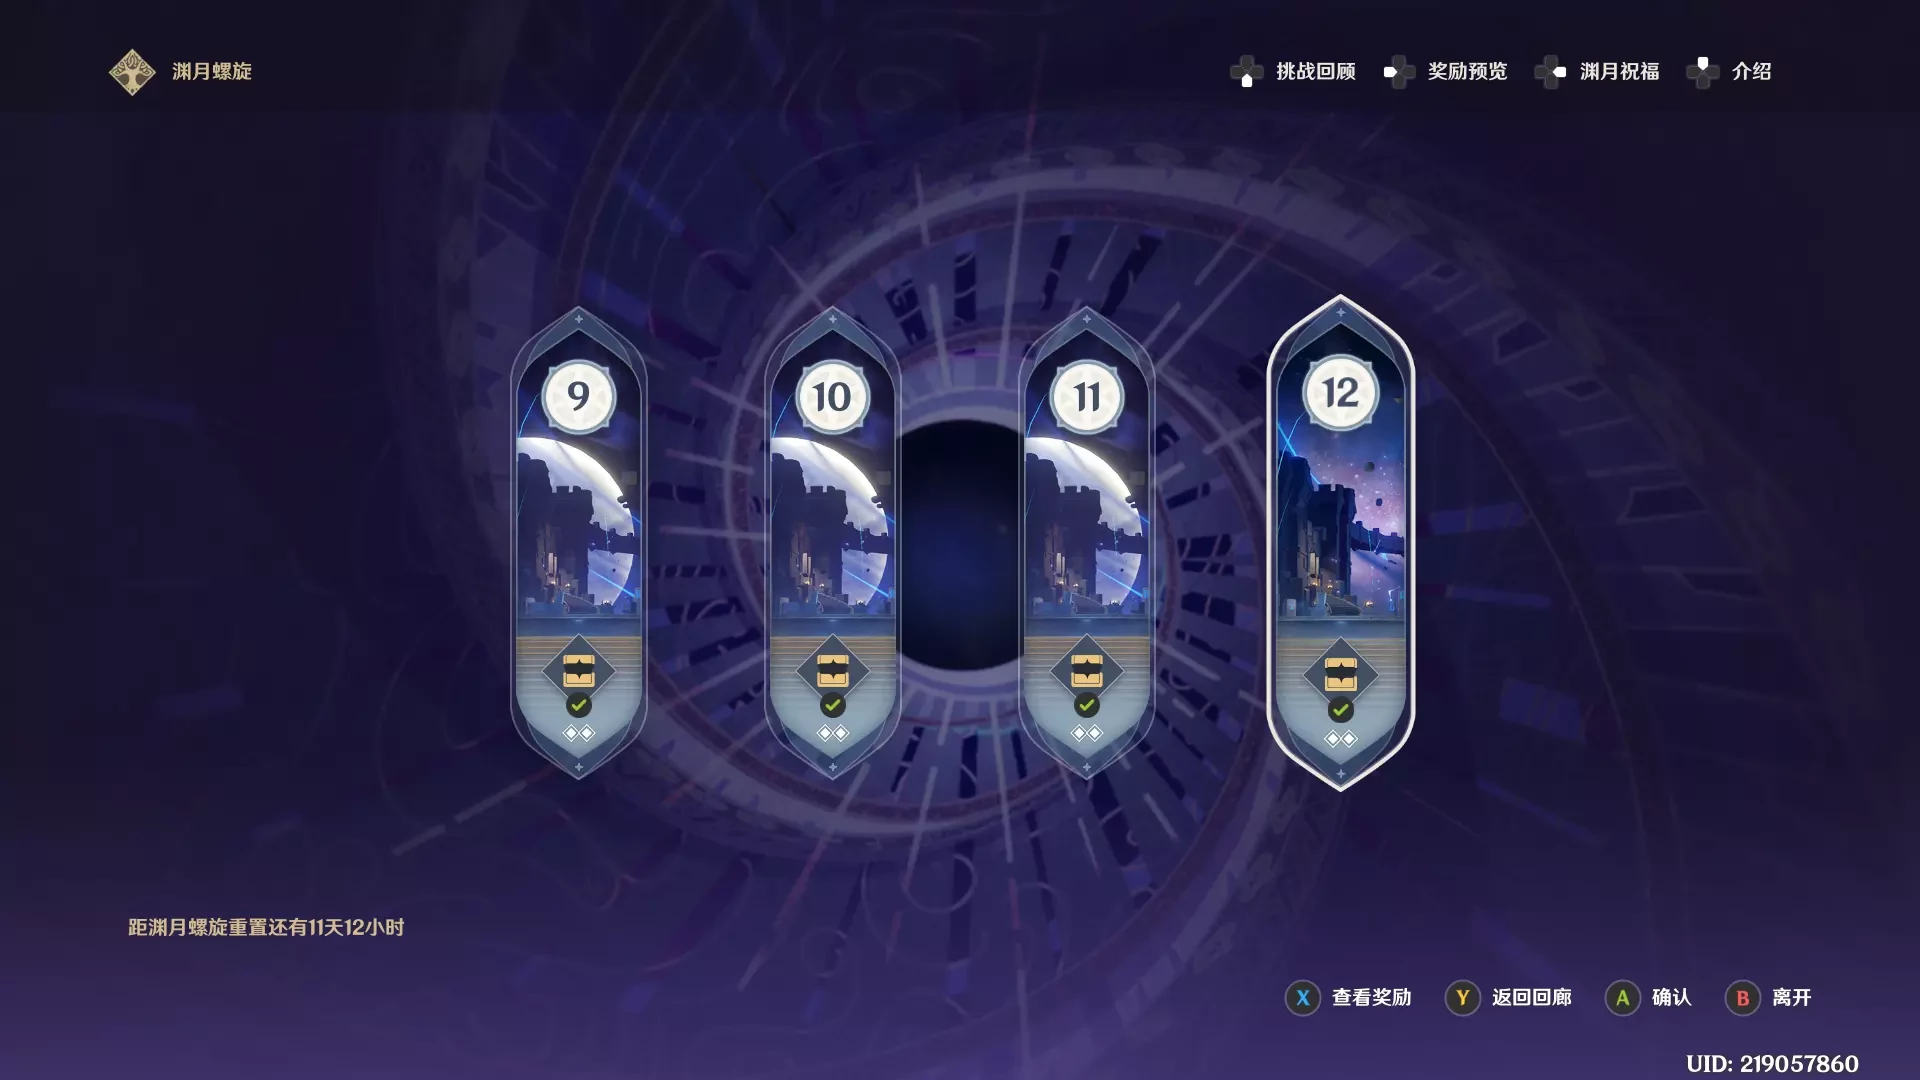 渊月螺旋
挑战回顾 奖励预览 渊月祝福 介绍
9 10 11 12
距渊月螺旋重置还有11天12小时
X 查看奖励 Y 返回回廊 A 确认 B 离开
UID: 219057860